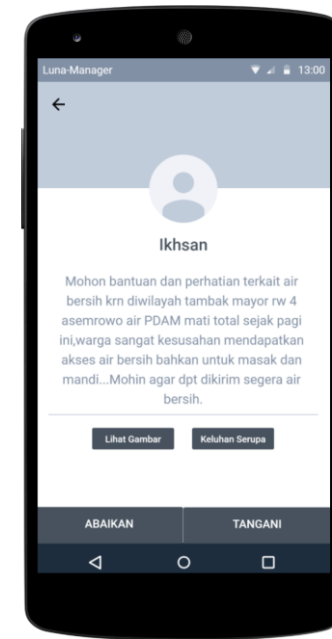 Luna-Manager 13:00
Ikhsan
Mohon bantuan dan perhatian terkait air
bersih krn diwilayah tambak mayor rw 4
asemrowo air PDAM mati total sejak pagi
ini,warga sangat kesusahan mendapatkan
akses air bersih bahkan untuk masak dan
mandi...Mohin agar dpt dikirim segera air
bersih.
Lihat Gambar Keluhan Serupa
ABAIKAN TANGANI